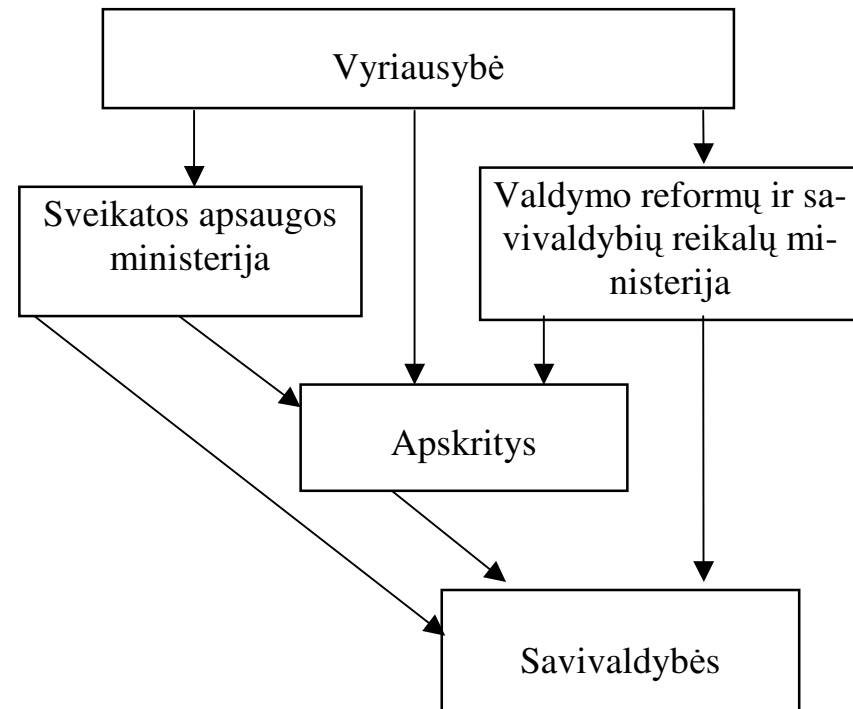 Vyriausybė
Sveikatos apsaugos
ministerija
Valdymo reformų ir sa-
vivaldybių reikalų mi-
nisterija
Apskritys
Savivaldybės